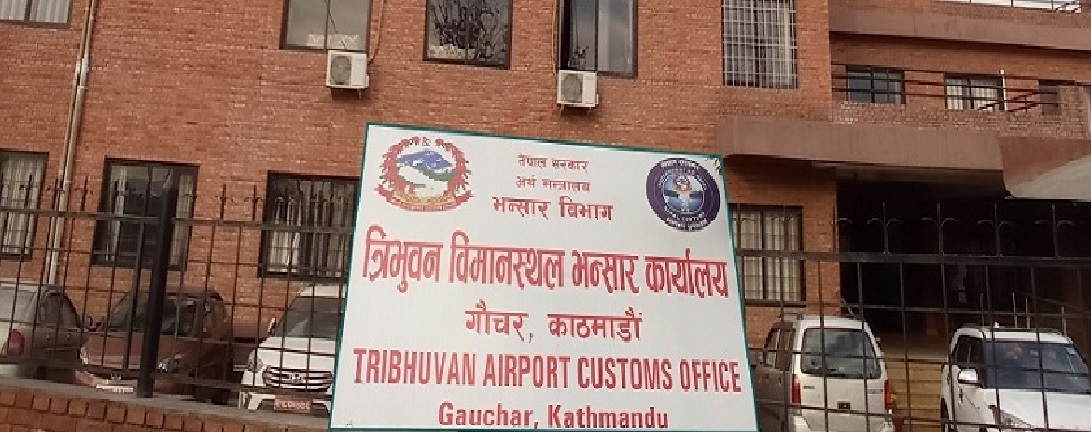 नेपाल सरकार
अर्थ मन्त्रालय
भन्सार विभाग
त्रिभुवन विमानस्थल भन्सार कार्यालय
गौचर, काठमाडौं
TRIBHUVAN AIRPORT CUSTOMS OFFICE
Gauchar, Kathmandu